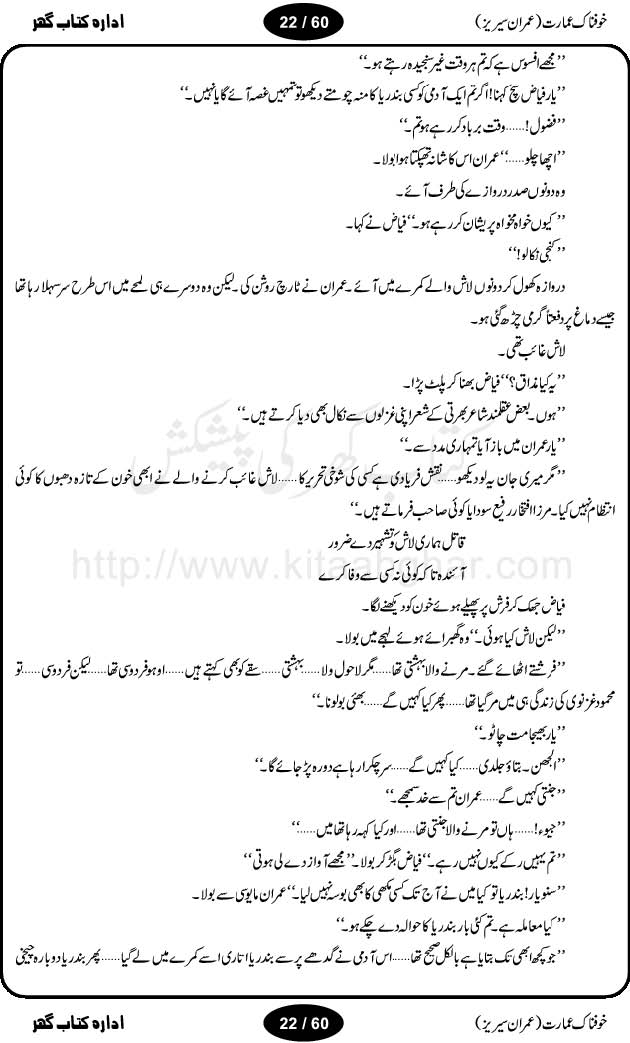 خوفناک عمارت (عمران سیریز) 22 / 60 ادارہ کتاب گھر
’’مجھے افسوس ہے کہ تم ہر وقت غیر سنجیدہ رہتے ہو۔‘‘
’’یار فیاض سچ کہنا! اگر تم ایک آدمی کو کسی بندریا کا منہ چومتے دیکھو تو تمہیں غصہ آئے گا یا نہیں۔‘‘
’’فضول!......وقت برباد کر رہے ہو تم۔‘‘
’’اچھا چلو......‘‘ عمران اس کا شانہ تھپکتا ہوا بولا۔
وہ دونوں صدر دروازے کی طرف آئے۔
’’کیوں خواہ مخواہ پریشان کر رہے ہو۔‘‘ فیاض نے کہا۔
’’کنجی نکالو!‘‘
دروازہ کھول کر دونوں لاش والے کمرے میں آئے۔ عمران نے ٹارچ روشن کی۔ لیکن وہ دوسرے ہی لمحے میں اس طرح سر سہلا رہا تھا
جیسے دماغ پر دفعتاً گرمی چڑھ گئی ہو۔
لاش غائب تھی۔
’’یہ کیا مذاق؟‘‘ فیاض بھنا کر پلٹ پڑا۔
’’ہوں۔ بعض عقلمند شاعر بھرتی کے شعر اپنی غزلوں سے نکال بھی دیا کرتے ہیں۔‘‘
’’یار عمران میں باز آیا تمہاری مدد سے۔‘‘
’’مگر میری جان یہ لو دیکھو......نقش فریادی ہے کسی کی شوخی تحریر کا......لاش غائب کرنے والے نے ابھی خون کے تازہ دھبوں کا کوئی
انتظام نہیں کیا۔ مرزا افتخار رفیع سودا یا کوئی صاحب فرماتے ہیں۔‘‘
کتاب گھر کی پیشکش
قاتل ہماری لاش کو تشہیر دے ضرور
http://www.kitaabghar.com
آئندہ تا کہ کوئی نہ کسی سے وفا کرے
فیاض جھک کر فرش پر پھیلے ہوئے خون کو دیکھنے لگا۔
’’لیکن لاش کیا ہوئی۔‘‘ وہ گھبرائے ہوئے لہجے میں بولا۔
’’فرشتے اٹھا لے گئے۔ مرنے والا بہشتی تھا......مگر لاحول ولا......بہشتی......سقے کو بھی کہتے ہیں......اوہو فردوسی تھا......لیکن فردوسی......تو
محمود غزنوی کی زندگی ہی میں مر گیا تھا......پھر کیا کہیں گے......بھئی بولو نا۔‘‘
’’یار بھیجا مت چاٹو۔‘‘
’’الجھن۔ بتاؤ جلدی......کیا کہیں گے......سر چکرا رہا ہے دورہ پڑ جائے گا۔‘‘
’’جنتی کہیں گے......عمران تم سے خدا سمجھے۔‘‘
’’جیوء!......ہاں تو مرنے والا جنتی تھا......اور کیا کہہ رہا تھا میں......‘‘
’’تم یہیں رکے کیوں نہیں رہے۔‘‘ فیاض بگڑ کر بولا۔ ’’مجھے آواز دے لی ہوتی‘‘
’’سنو یار! بندریا تو کیا میں نے آج تک کسی مکھی کا بھی بوسہ نہیں لیا۔‘‘ عمران مایوسی سے بولا۔
’’کیا معاملہ ہے۔ تم کئی بار بندریا کا حوالہ دے چکے ہو۔‘‘
’’جو کچھ ابھی تک بتایا ہے بالکل صحیح تھا......اس آدمی نے گدھے پر سے بندریا اتاری اسے کمرے میں لے گیا......پھر بندریا دوبارہ چیخی
خوفناک عمارت (عمران سیریز) 22 / 60 ادارہ کتاب گھر